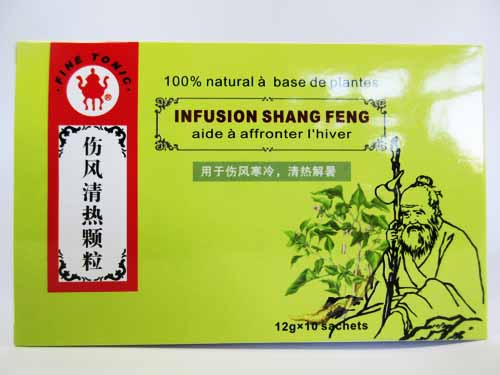 FINE TONIC
®
伤风清热颗粒
100% natural à base de plantes
INFUSION SHANG FENG
aide à affronter l'hiver
用于伤风寒冷，清热解暑
12g×10 sachets